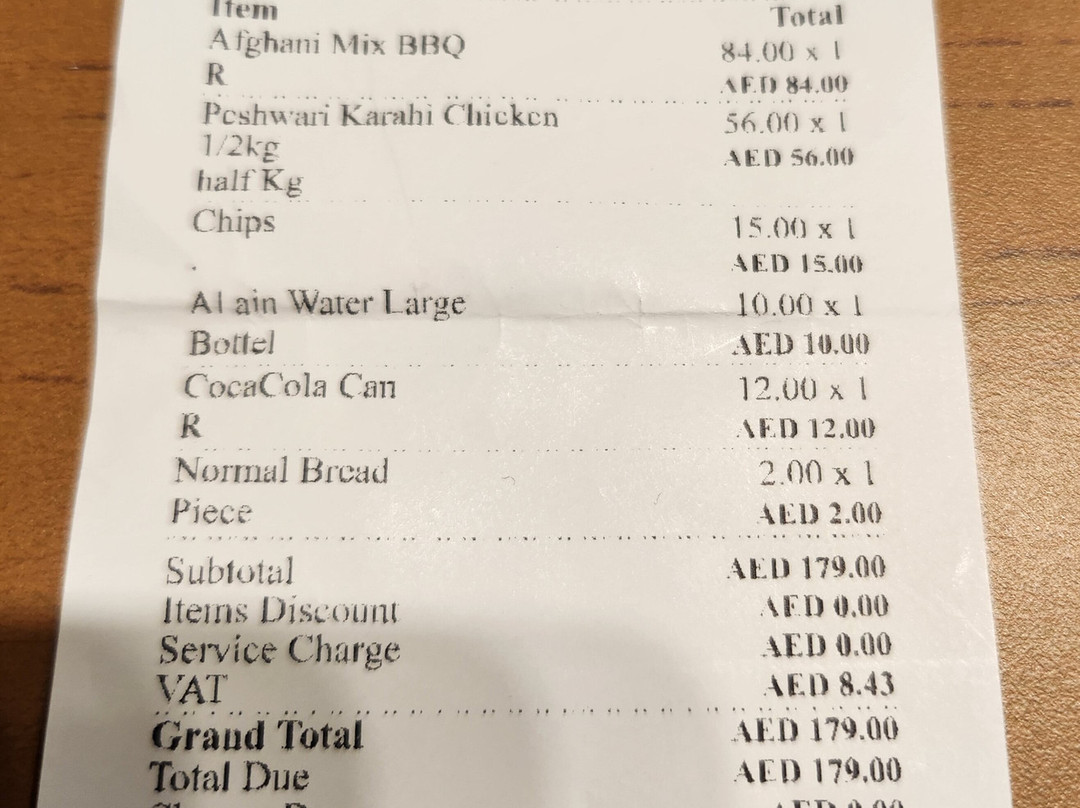 Item Total
Afghani Mix BBQ 84.00 x 1
R AED 84.00
Peshwari Karahi Chicken 56.00 x 1
1/2kg AED 56.00
half Kg
Chips 15.00 x 1
. AED 15.00
Al ain Water Large 10.00 x 1
Bottel AED 10.00
CocaCola Can 12.00 x 1
R AED 12.00
Normal Bread 2.00 x 1
Piece AED 2.00
Subtotal AED 179.00
Items Discount AED 0.00
Service Charge AED 0.00
VAT AED 8.43
Grand Total AED 179.00
Total Due AED 179.00
AED 0.00